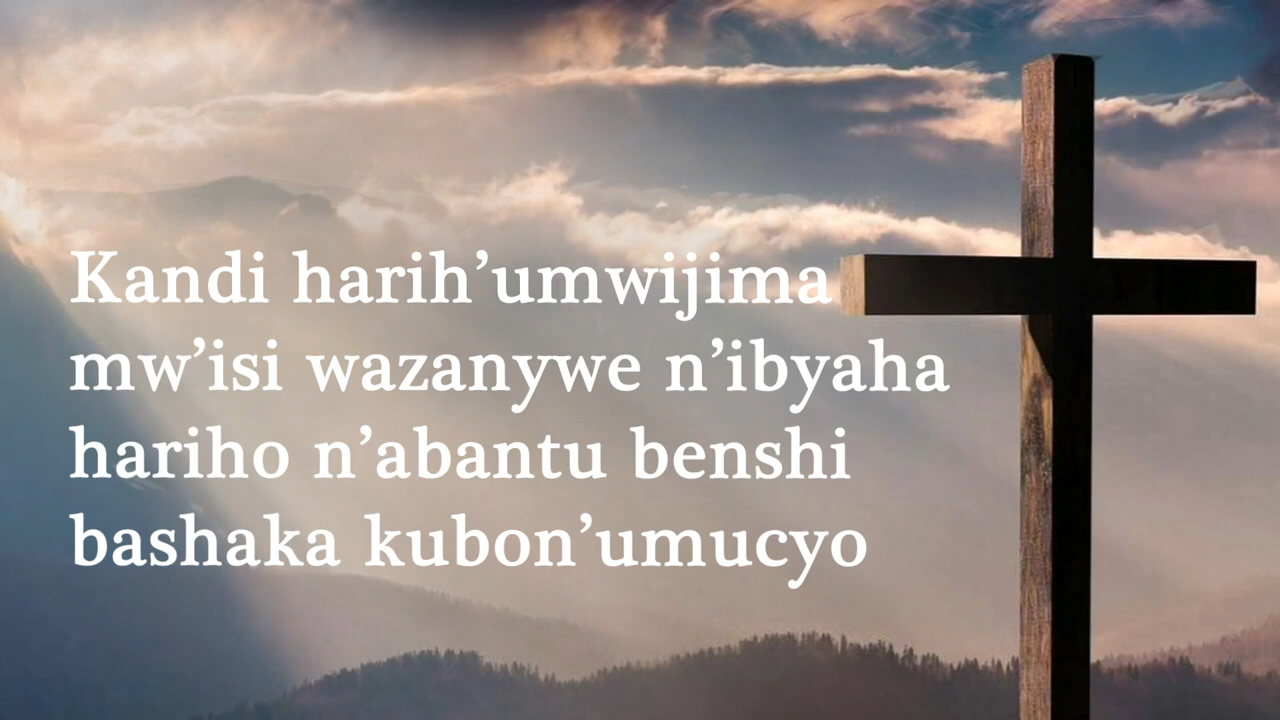 Kandi harih’umwijima
mw’isi wazanywe n’ibyaha
hariho n’abantu benshi
bashaka kubon’umucyo